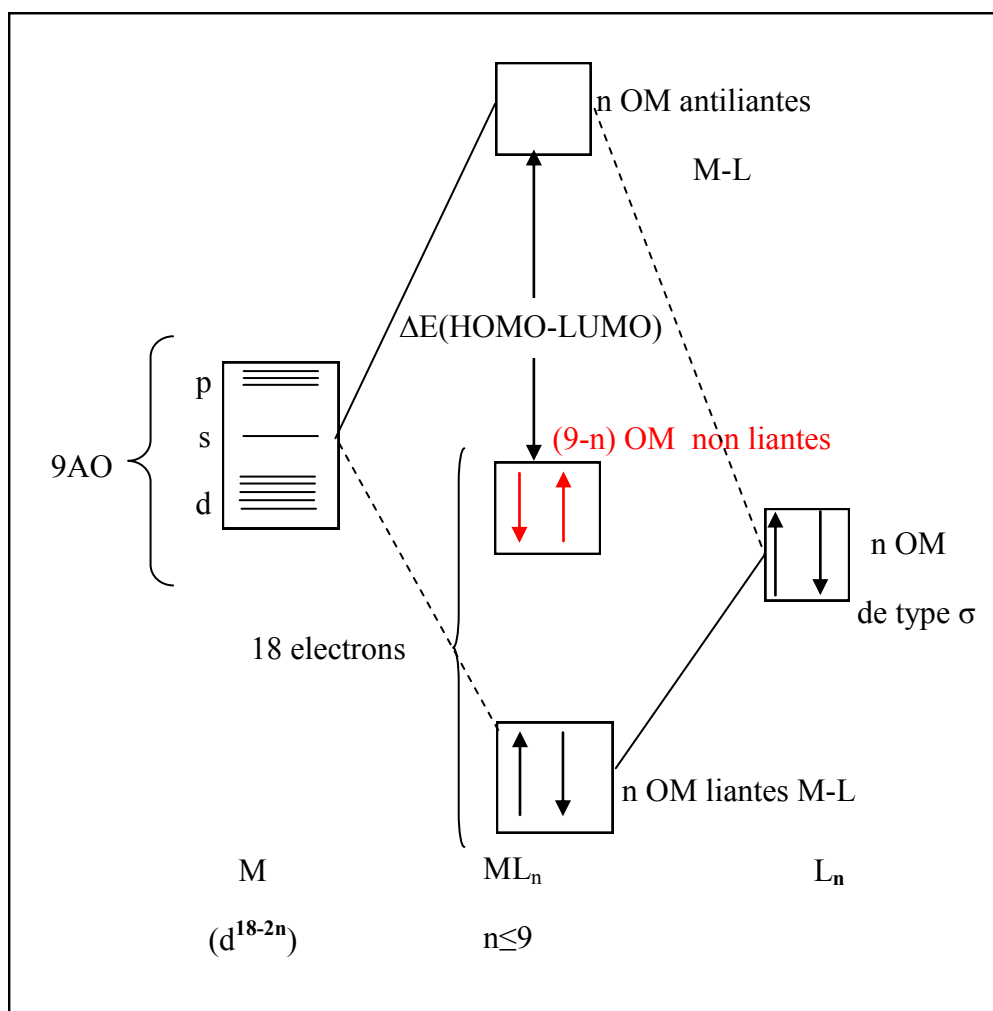 n OM antiliantes
M-L
ΔE(HOMO-LUMO)
p
s
d
9AO
(9-n) OM non liantes
n OM
de type σ
18 electrons
n OM liantes M-L
M
MLₙ
Lₙ
(d¹⁸⁻²ⁿ)
n≤9